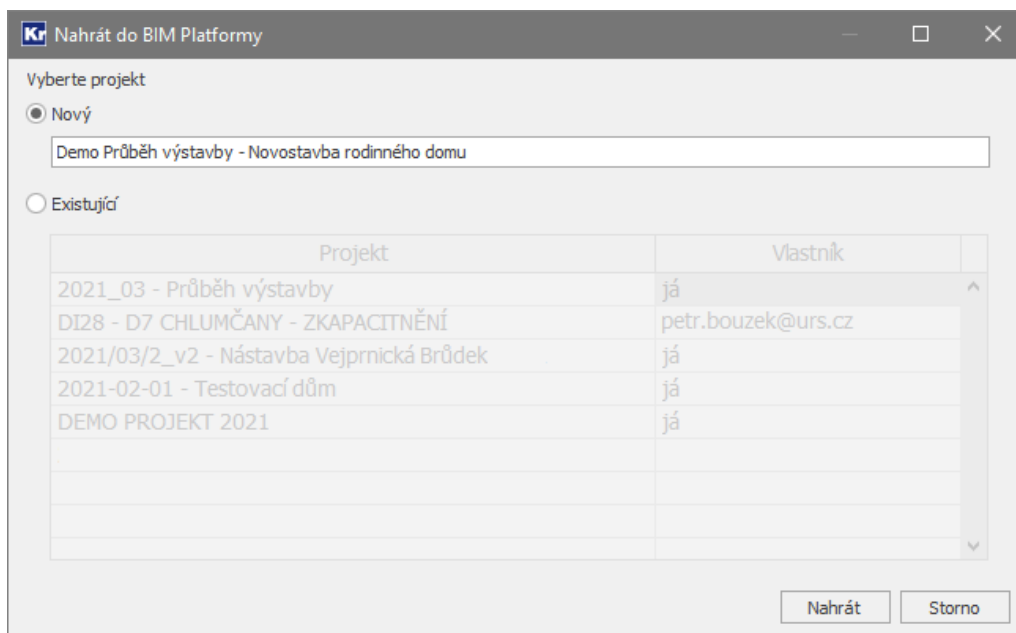 Kr Nahrát do BIM Platformy
Vyberte projekt
Nový
Demo Průběh výstavby - Novostavba rodinného domu
Existující
Projekt Vlastník
2021_03 - Průběh výstavby já
DI28 - D7 CHLUMČANY - ZKAPACITNĚNÍ petr.bouzek@urs.cz
2021/03/2_v2 - Nástavba Vejprnická Brůdek já
2021-02-01 - Testovací dům já
DEMO PROJEKT 2021 já
Nahrát Storno